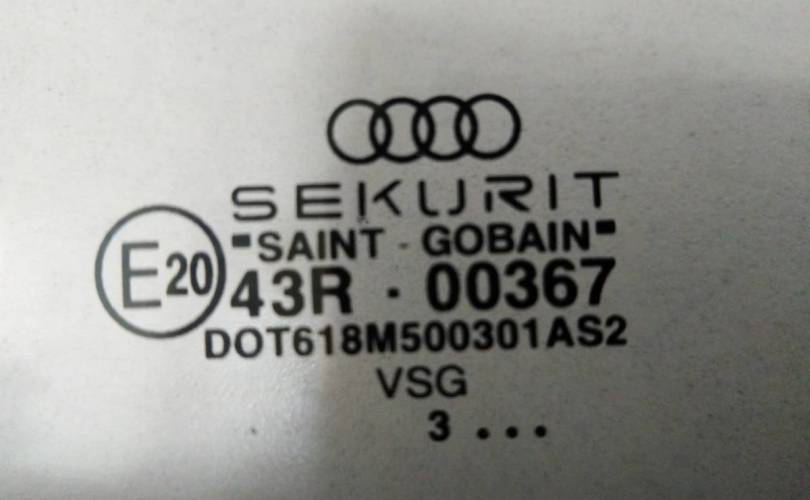 SEKURIT
"SAINT - GOBAIN"
E20
43R · 00367
DOT618M500301AS2
VSG
3 ...